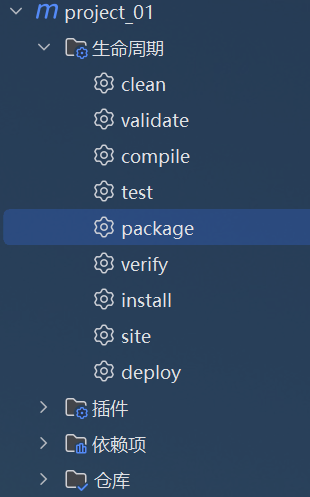 m project_01
生命周期
clean
validate
compile
test
package
verify
install
site
deploy
插件
依赖项
仓库